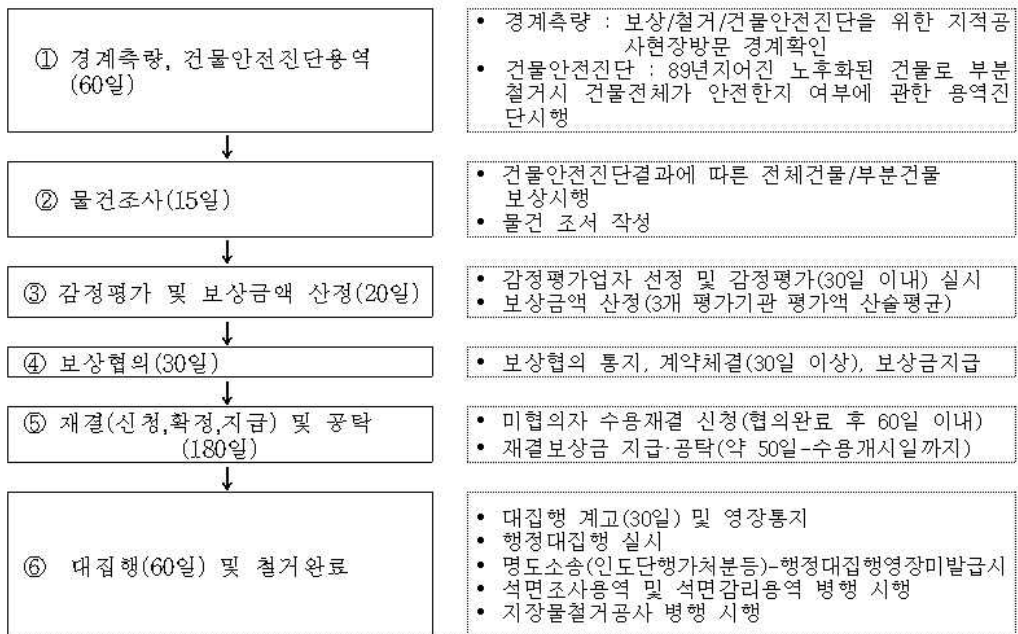 ① 경계측량, 건물안전진단용역
(60일)
• 경계측량 : 보상/철거/건물안전진단을 위한 지적공
사현장방문 경계확인
• 건물안전진단 : 89년지어진 노후화된 건물로 부분
철거시 건물전체가 안전한지 여부에 관한 용역진
단시행
② 물건조사(15일)
• 건물안전진단결과에 따른 전체건물/부분건물
보상시행
• 물건 조서 작성
③ 감정평가 및 보상금액 산정(20일)
• 감정평가업자 선정 및 감정평가(30일 이내) 실시
• 보상금액 산정(3개 평가기관 평가액 산술평균)
④ 보상협의(30일)
• 보상협의 통지, 계약체결(30일 이상), 보상금지급
⑤ 재결(신청,확정,지급) 및 공탁
(180일)
• 미협의자 수용재결 신청(협의완료 후 60일 이내)
• 재결보상금 지급·공탁(약 50일-수용개시일까지)
⑥ 대집행(60일) 및 철거완료
• 대집행 계고(30일) 및 영장통지
• 행정대집행 실시
• 명도소송(인도단행가처분등)-행정대집행영장미발급시
• 석면조사용역 및 석면감리용역 병행 시행
• 지장물철거공사 병행 시행